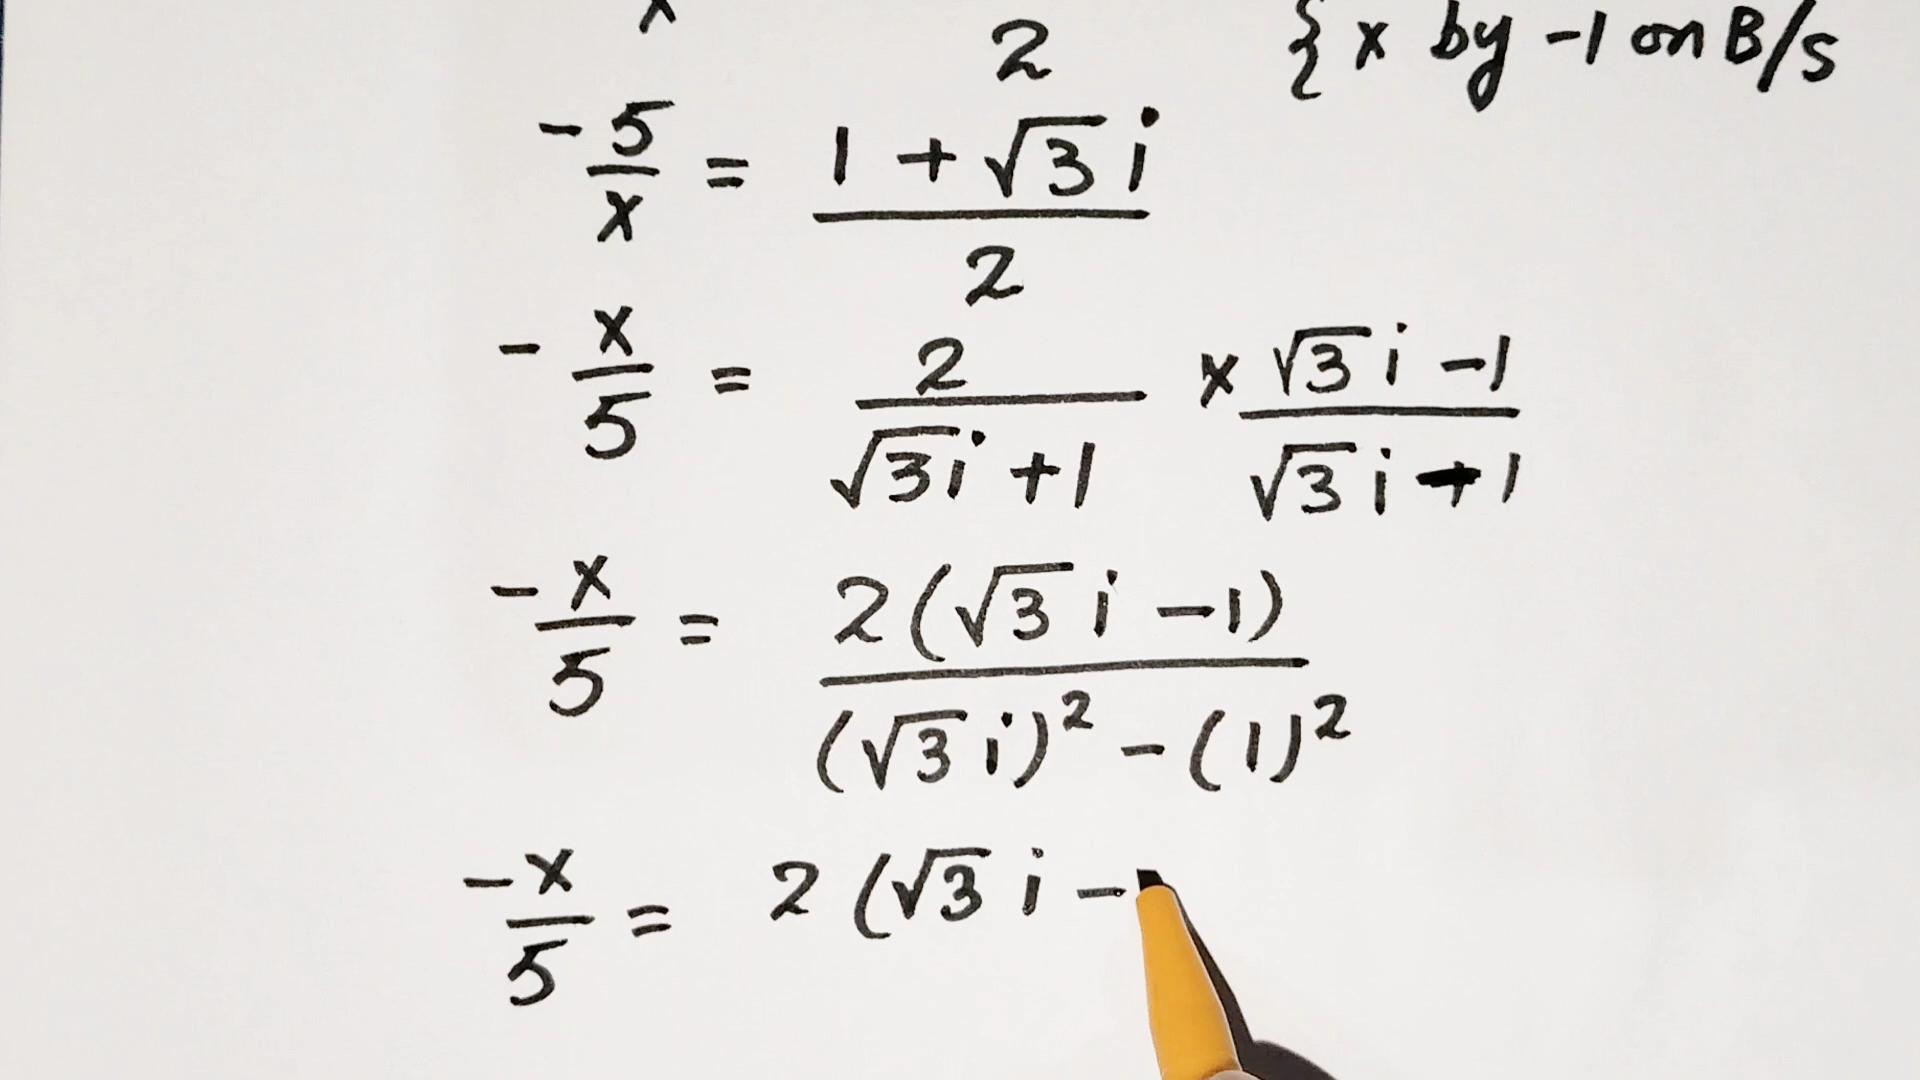 x 2 { x by -1 on B/s
-5/x = (1 + √3 i)/2
- x/5 = 2/(√3i + 1) × (√3 i - 1)/(√3 i + 1)
- x/5 = 2(√3 i - 1)/((√3 i)² - (1)²)
- x/5 = 2 (√3 i -